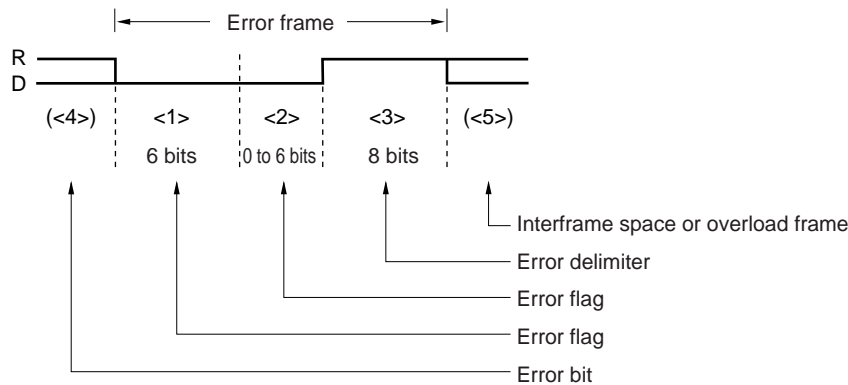 Error frame
R
D
(<4>) <1> <2> <3> (<5>)
6 bits 0 to 6 bits 8 bits
Interframe space or overload frame
Error delimiter
Error flag
Error flag
Error bit